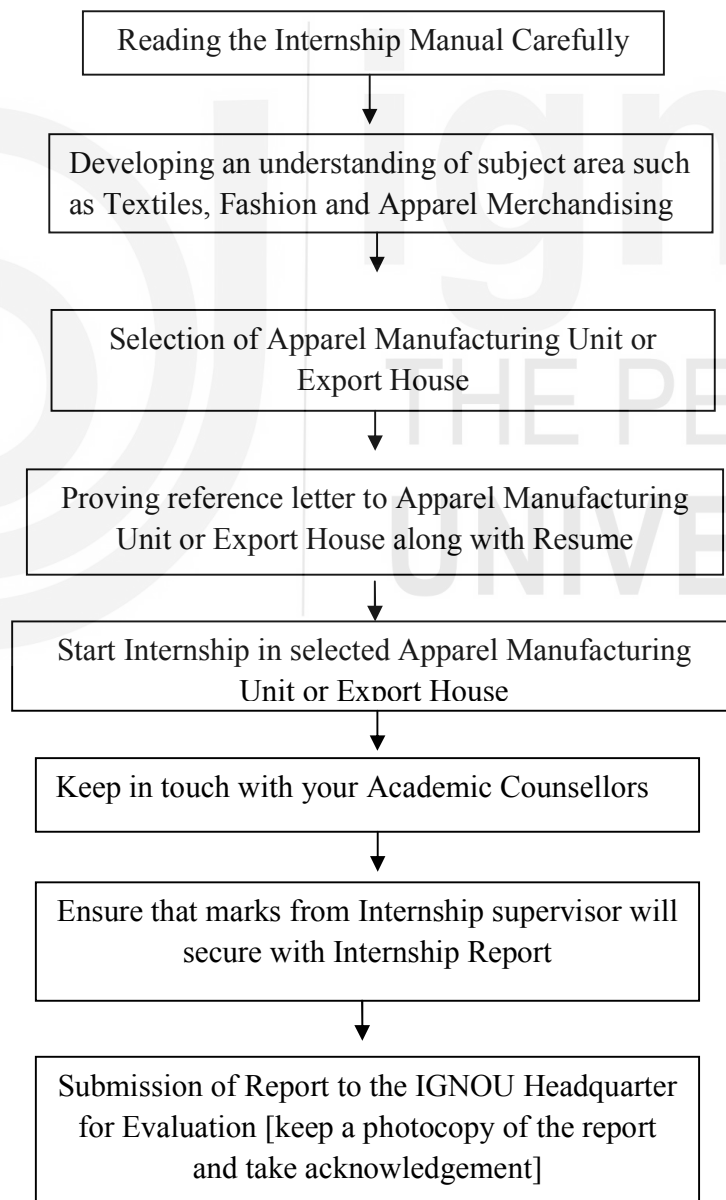 Reading the Internship Manual Carefully
Developing an understanding of subject area such
as Textiles, Fashion and Apparel Merchandising
Selection of Apparel Manufacturing Unit or
Export House
Proving reference letter to Apparel Manufacturing
Unit or Export House along with Resume
Start Internship in selected Apparel Manufacturing
Unit or Export House
Keep in touch with your Academic Counsellors
Ensure that marks from Internship supervisor will
secure with Internship Report
Submission of Report to the IGNOU Headquarter
for Evaluation [keep a photocopy of the report
and take acknowledgement]
ign
THE PE
UNIVE